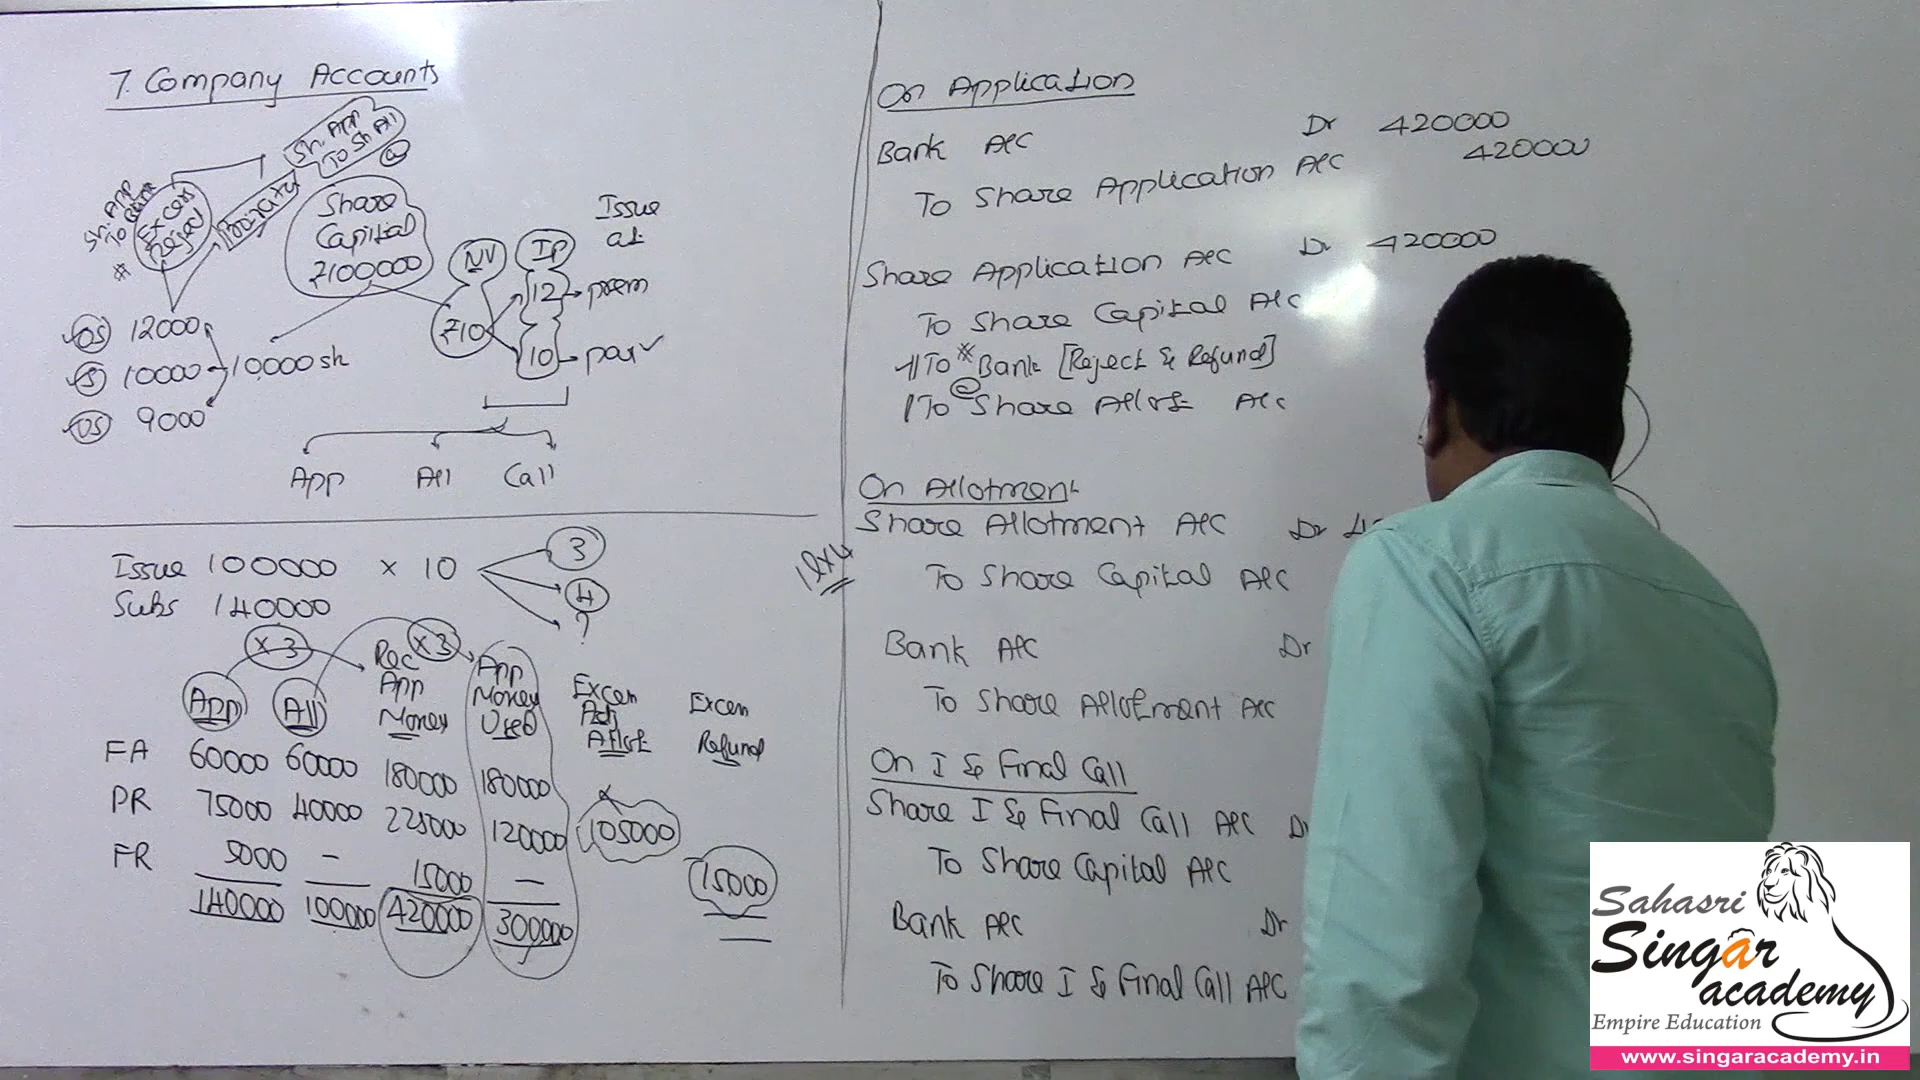 7. Company Accounts
Sh. App
To Sh All
@
Sh. App
To Bank
*
Excess
Reject
Pro-Rata
Share
Capital
₹100000
NV
IP
Issue
at
12 → prem
₹10
10 → par ✓
OS 12000
S 10000 10,000 sh
OS 9000
App All Call
Issue 100000 × 10
3
4
?
Subs 140000
×3 ×3
App All Rec App Money App Money Used Excess Adj Allot Excess Refund
FA 60000 60000 180000 180000 ×
PR 75000 40000 225000 120000 105000
FR 5000 - 15000 - 15000
140000 100000 420000 300000
On Application
Bank A/C Dr 420000
To Share Application A/C 420000
Share Application A/C Dr 420000
To Share Capital A/C
To * Bank [Reject & Refund]
To @ Share Allot A/c
On Allotment
Share Allotment A/C Dr
To Share Capital A/C
Bank A/C Dr
To Share Allotment A/C
On I & Final Call
Share I & Final Call A/C
To Share Capital A/C
Bank A/C Dr
To Share I & Final Call A/C
Sahasri
Singar
academy
Empire Education
www.singaracademy.in